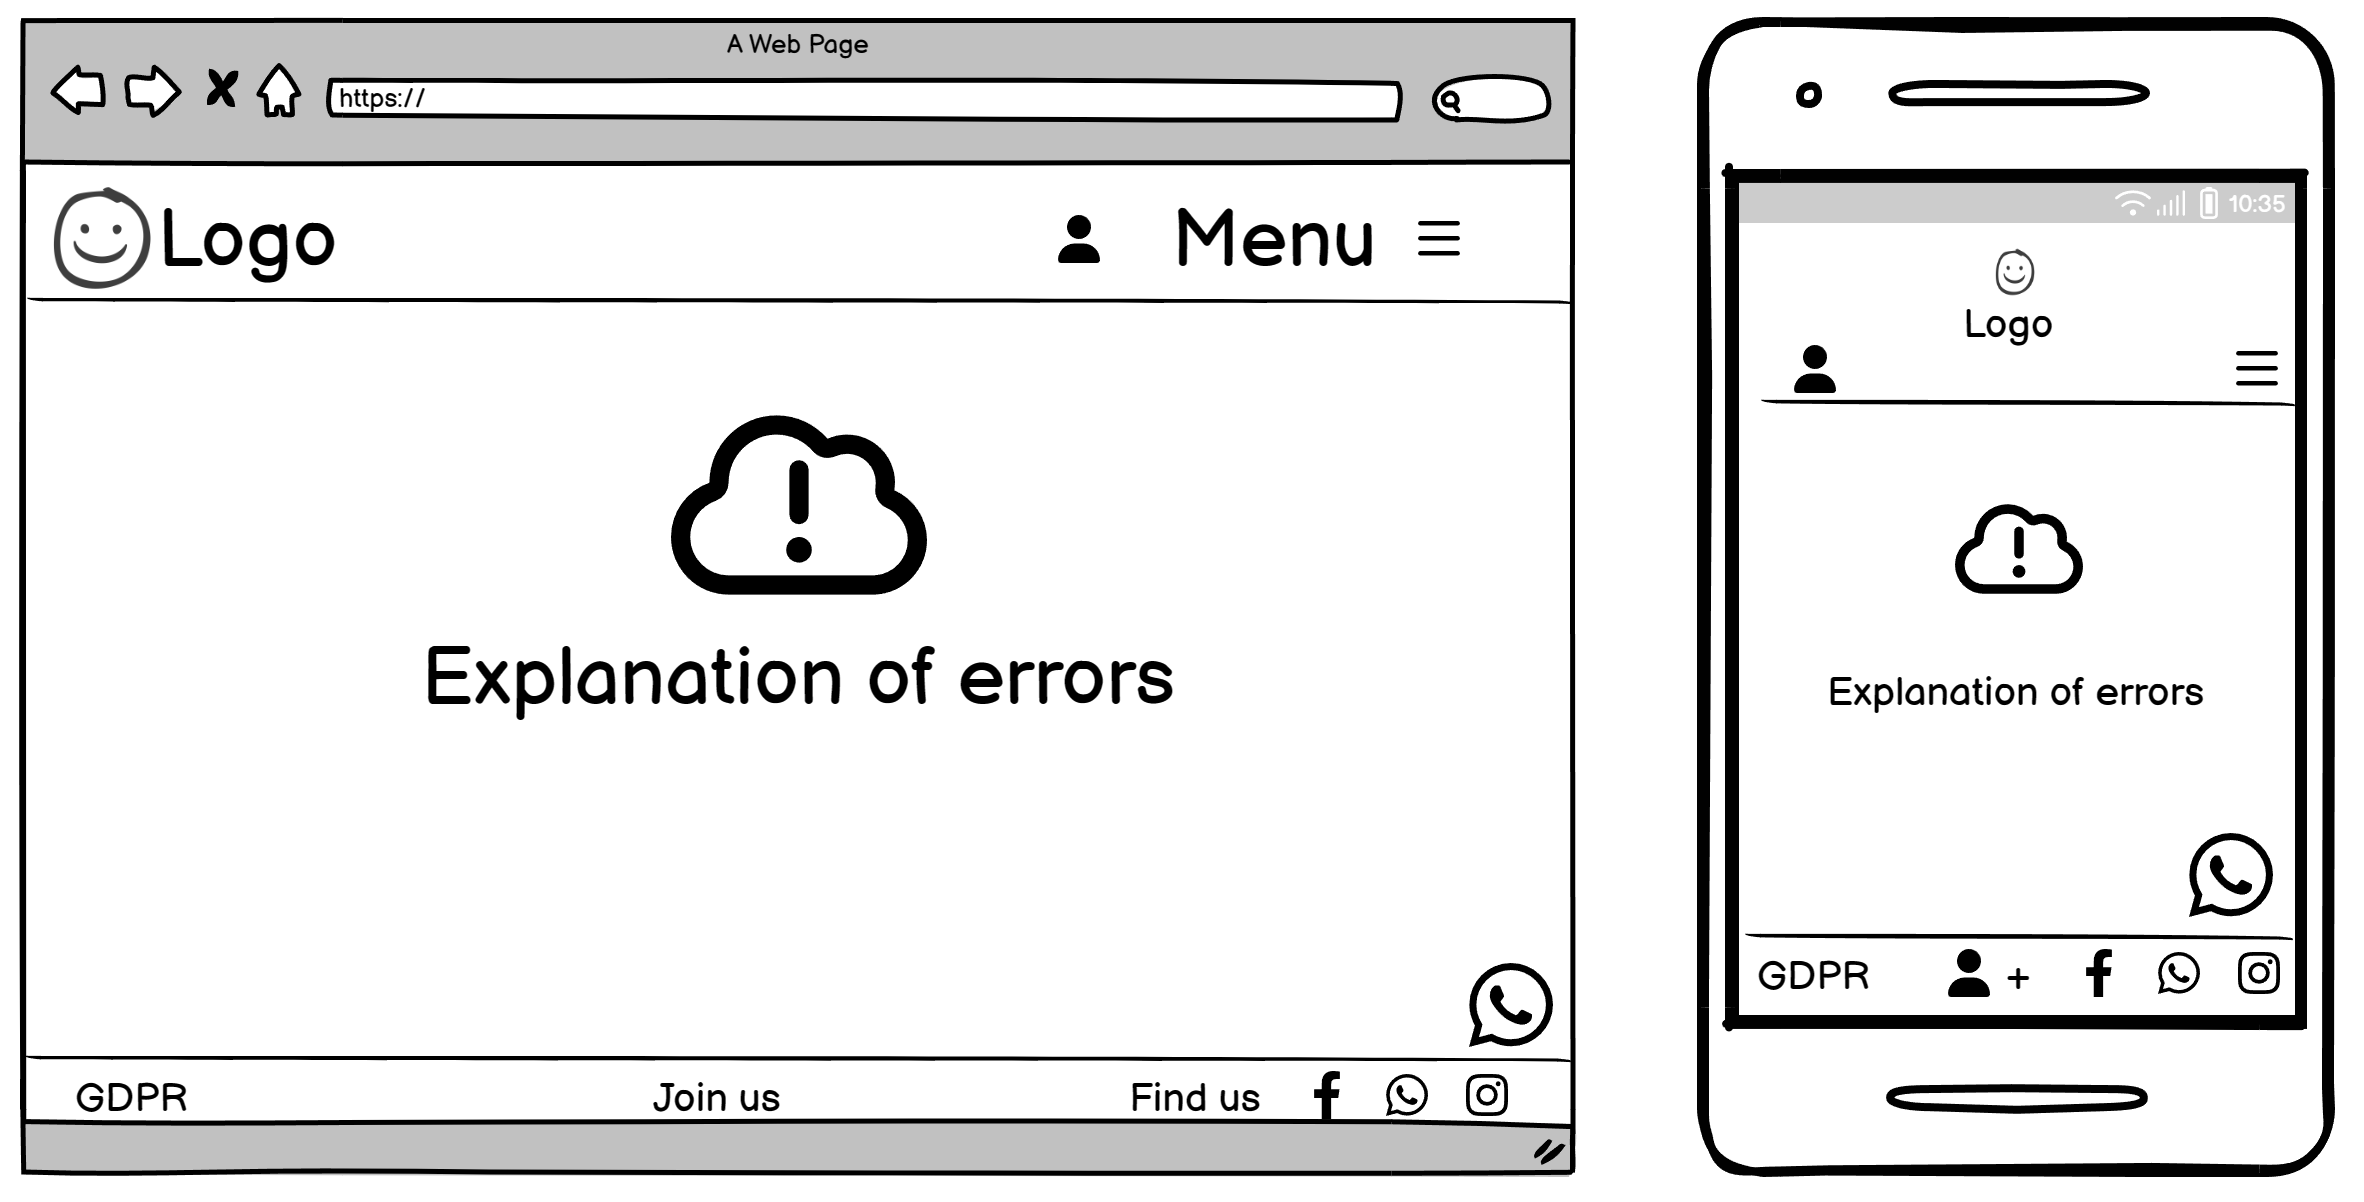 A Web Page
https://
Logo
Menu
Explanation of errors
GDPR Join us Find us
10:35
Logo
Explanation of errors
GDPR +